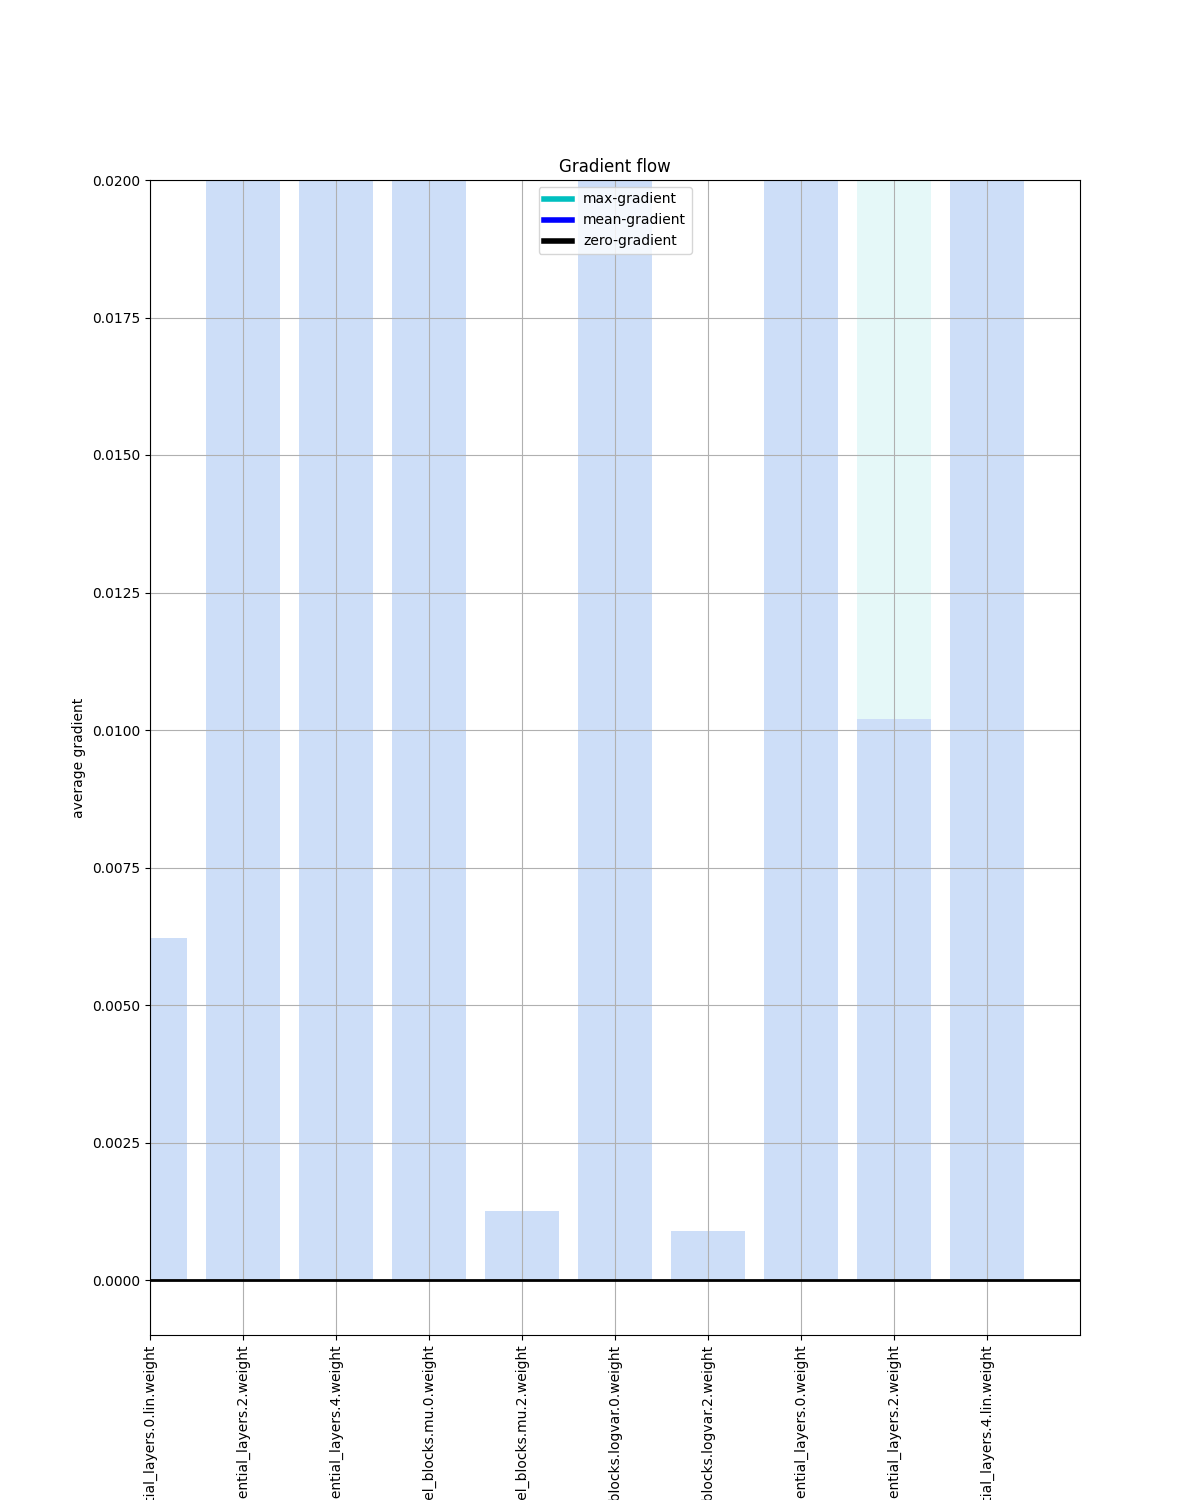 Gradient flow
max-gradient
mean-gradient
zero-gradient
0.0200
0.0175
0.0150
0.0125
0.0100
0.0075
0.0050
0.0025
0.0000
average gradient
tial_layers.0.lin.weight
ential_layers.2.weight
ential_layers.4.weight
el_blocks.mu.0.weight
el_blocks.mu.2.weight
blocks.logvar.0.weight
blocks.logvar.2.weight
ential_layers.0.weight
ential_layers.2.weight
tial_layers.4.lin.weight